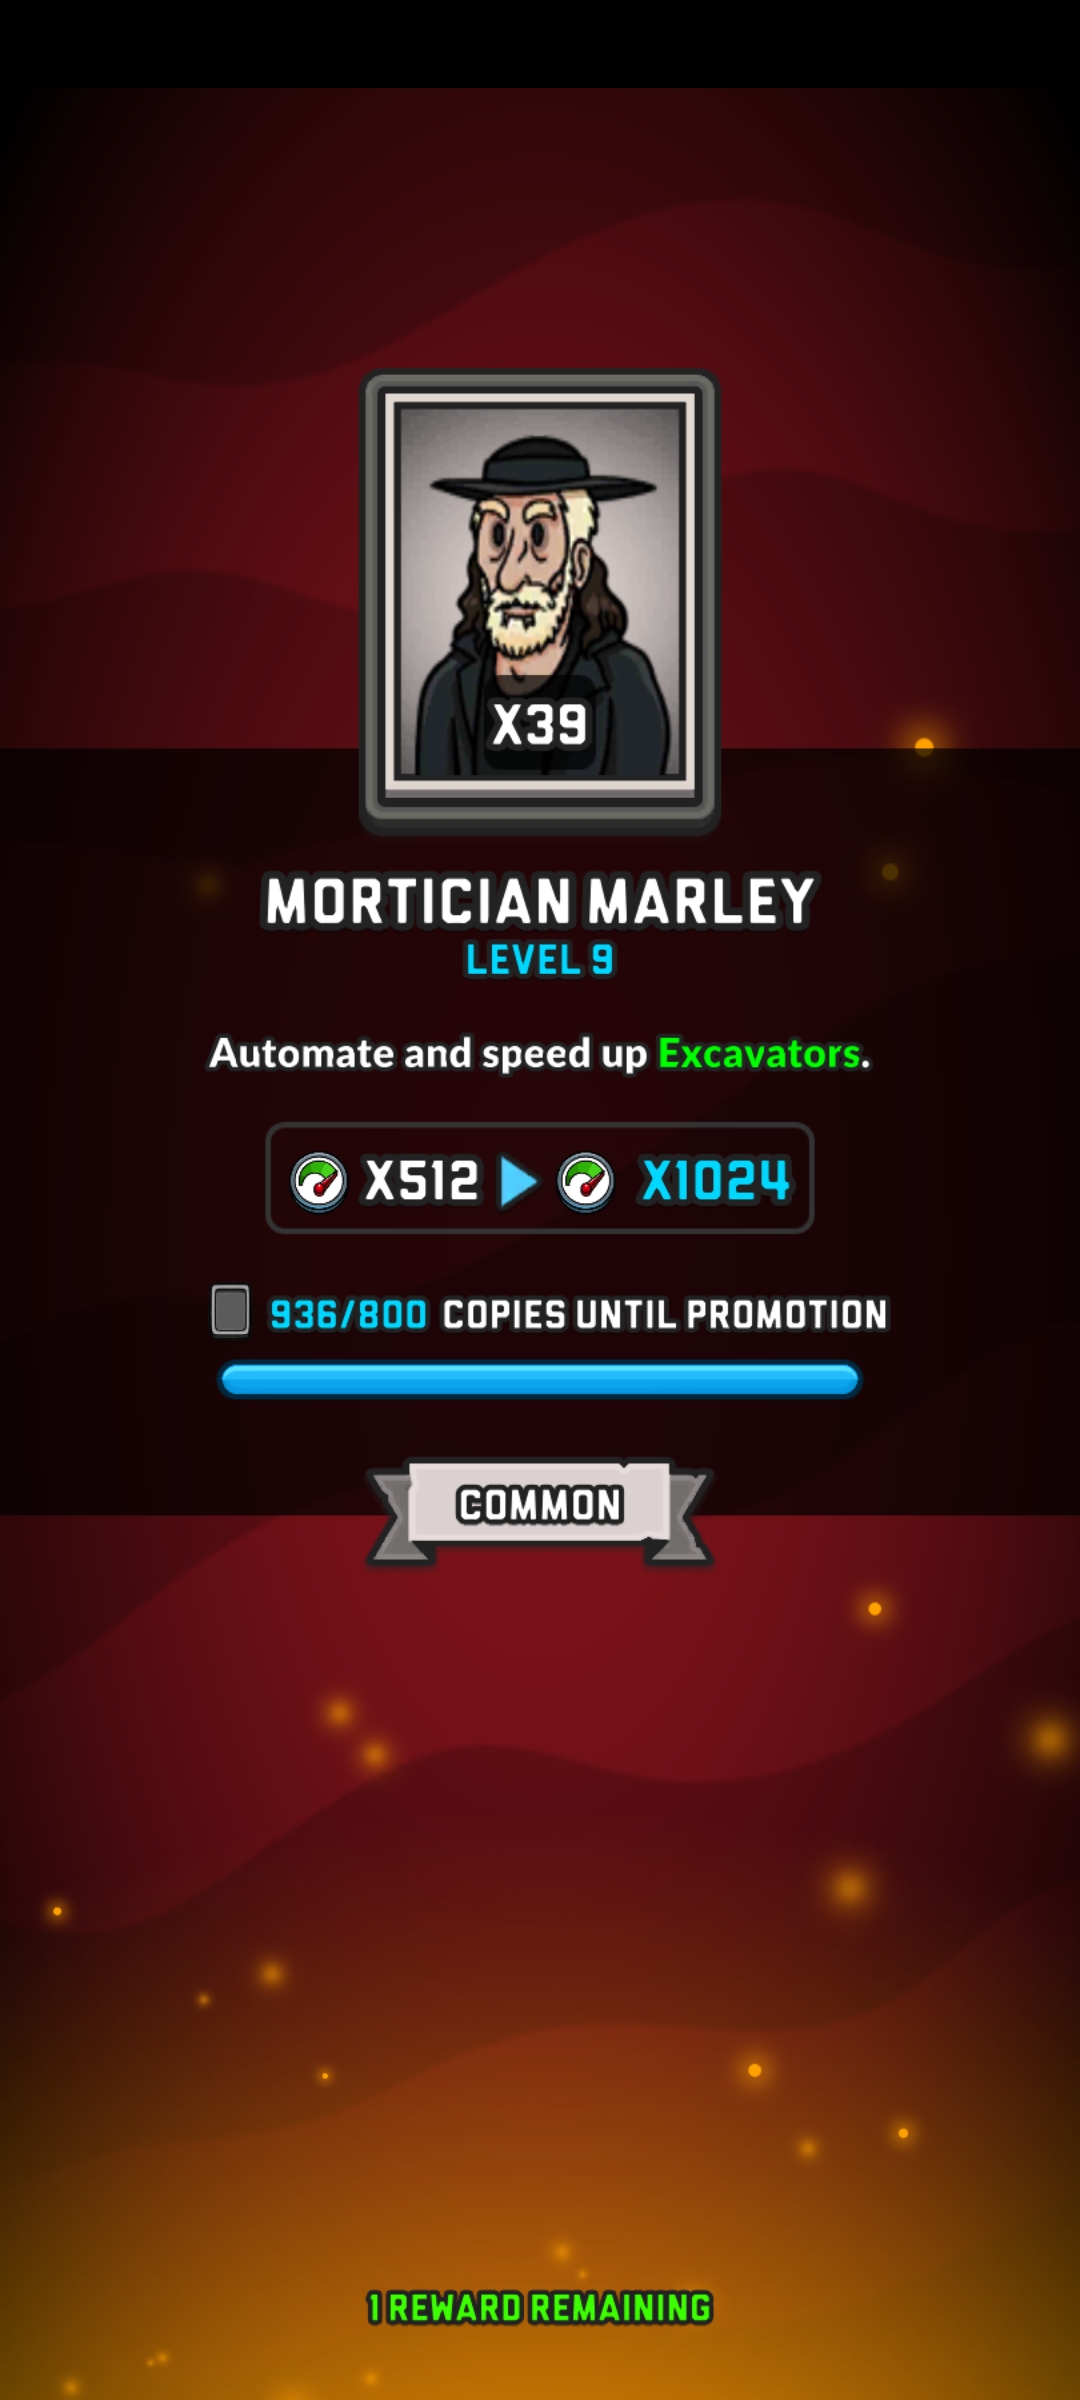 X39
MORTICIAN MARLEY
LEVEL 9
Automate and speed up Excavators.
X512 X1024
936/800 COPIES UNTIL PROMOTION
COMMON
1 REWARD REMAINING